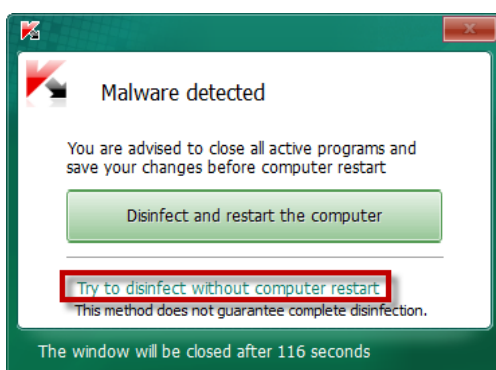 Malware detected
You are advised to close all active programs and
save your changes before computer restart
Disinfect and restart the computer
Try to disinfect without computer restart
This method does not guarantee complete disinfection.
The window will be closed after 116 seconds